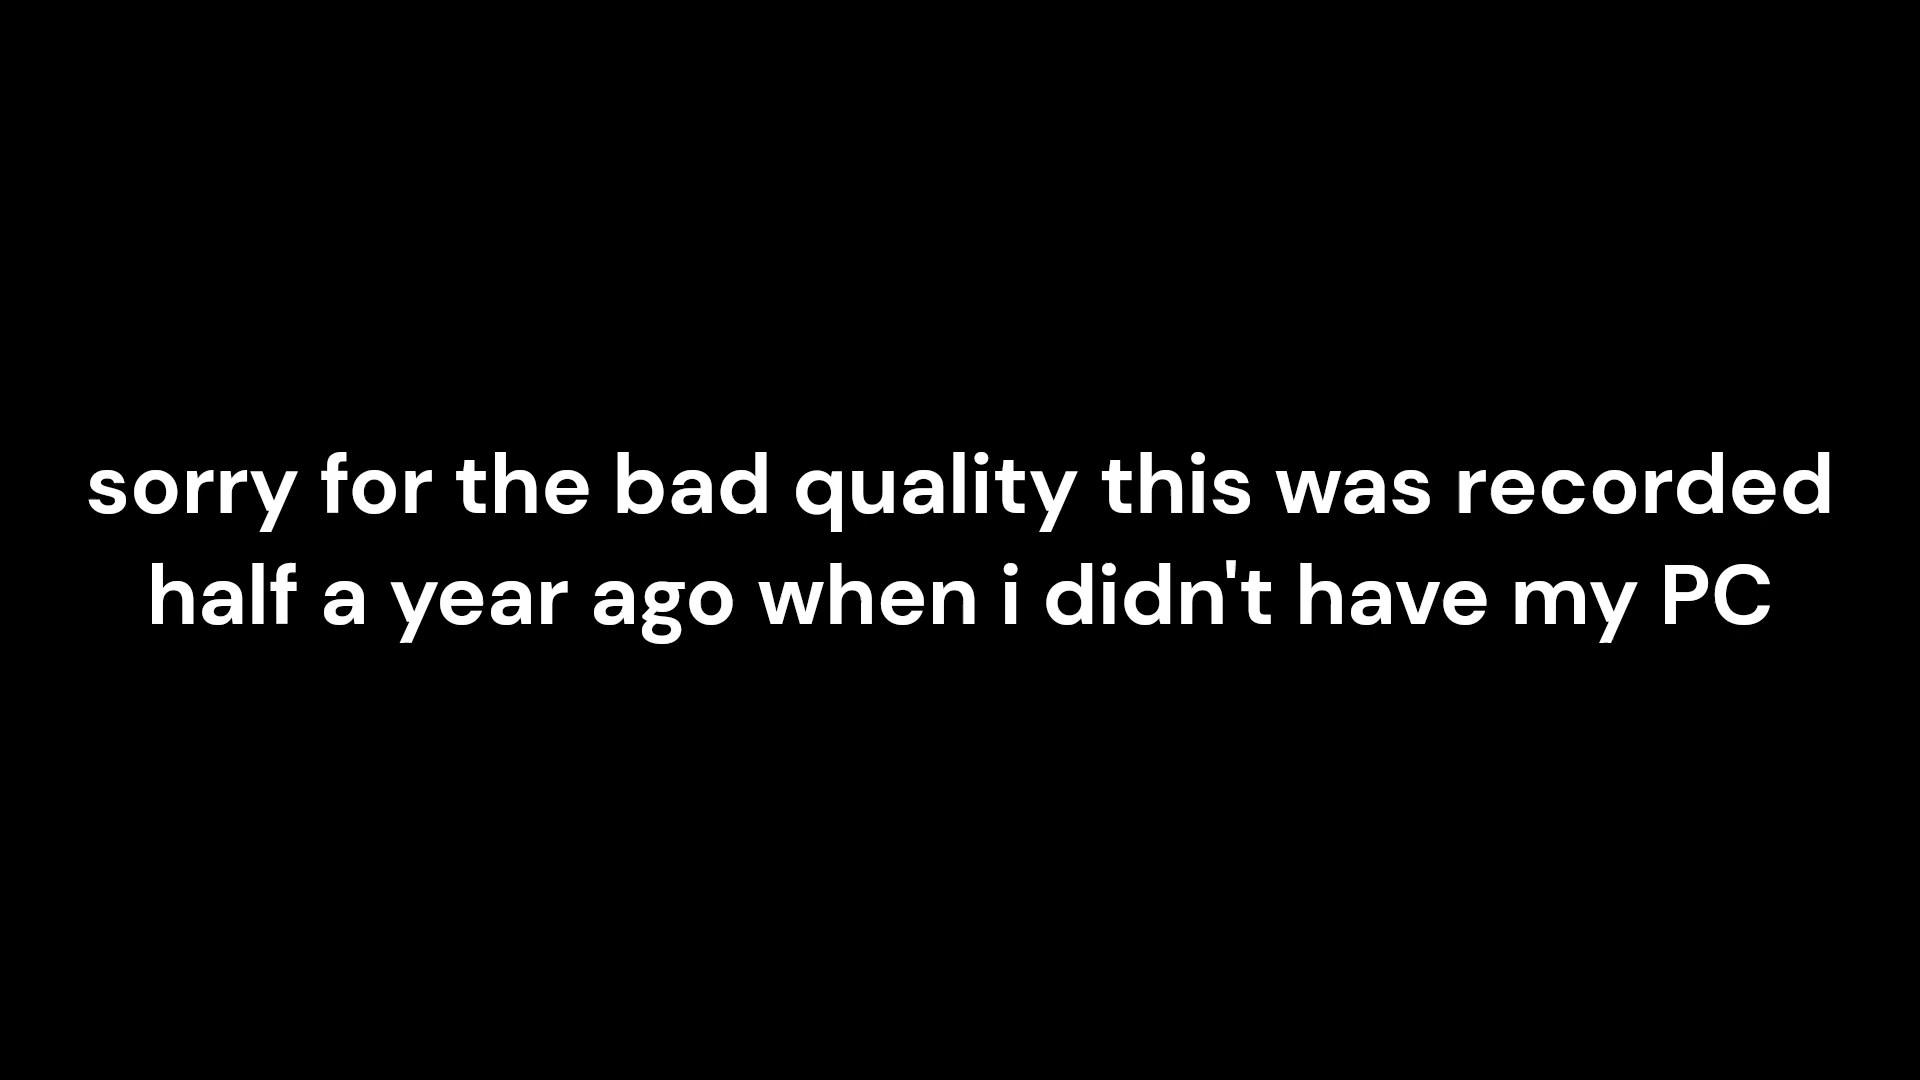 sorry for the bad quality this was recorded
half a year ago when i didn't have my PC